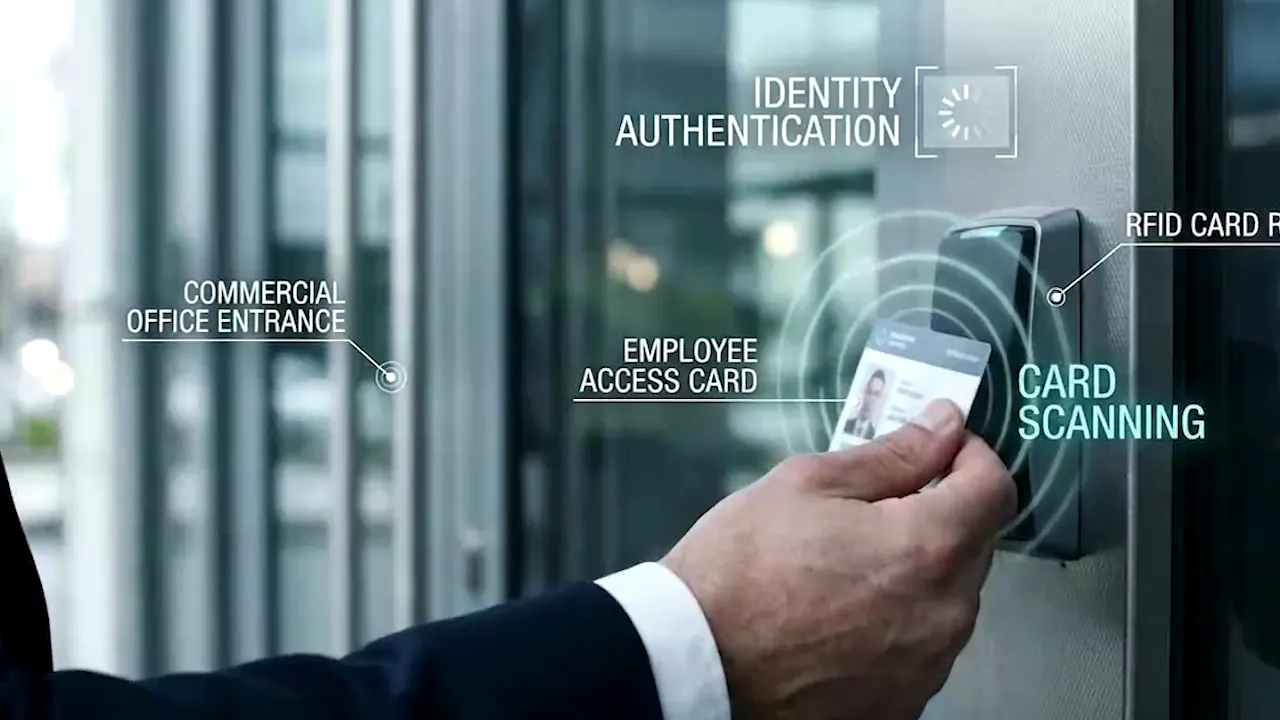 IDENTITY
AUTHENTICATION
RFID CARD R
COMMERCIAL
OFFICE ENTRANCE
EMPLOYEE
ACCESS CARD
CARD
SCANNING